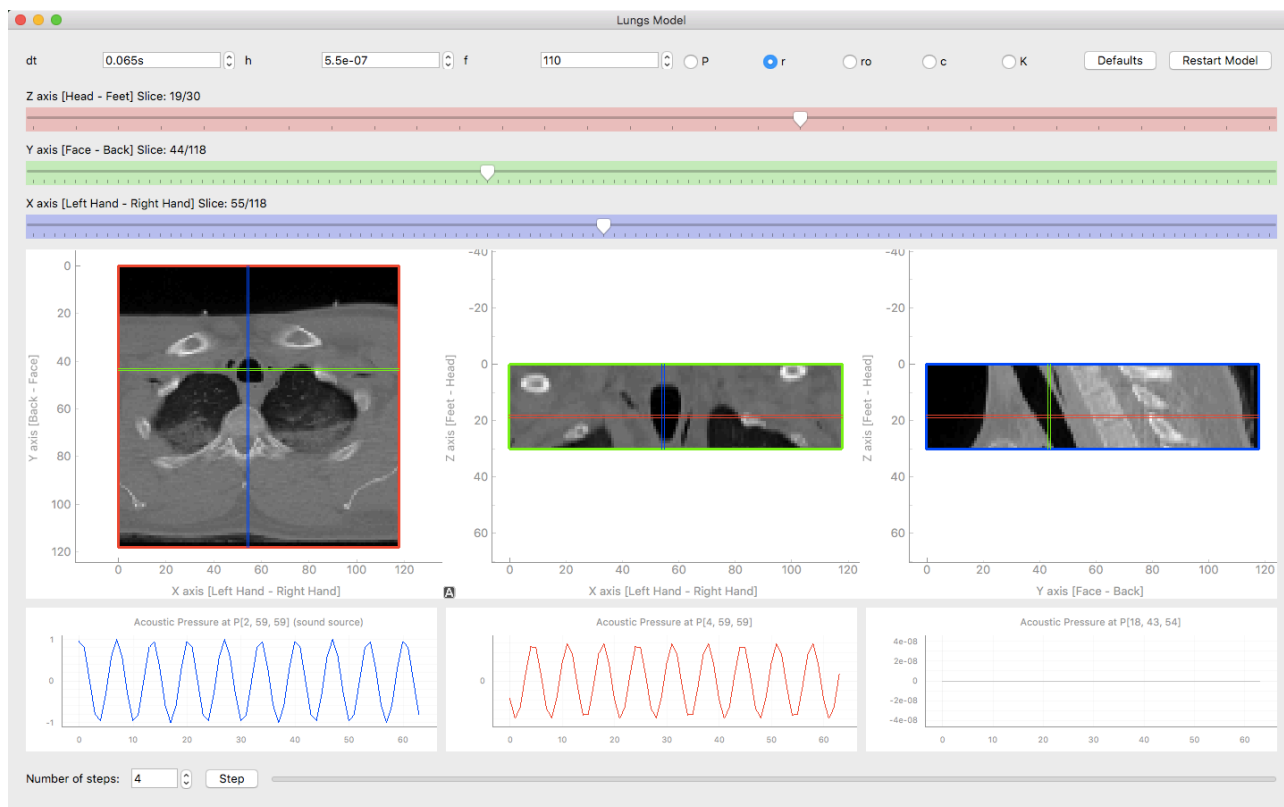 Lungs Model
dt 0.065s h 5.5e-07 f 110 P r ro c K Defaults Restart Model
Z axis [Head - Feet] Slice: 19/30
Y axis [Face - Back] Slice: 44/118
X axis [Left Hand - Right Hand] Slice: 55/118
Y axis [Back - Face]
0
20
40
60
80
100
120
0 20 40 60 80 100 120
X axis [Left Hand - Right Hand]
A
Z axis [Feet - Head]
-40
-20
0
20
40
60
0 20 40 60 80 100 120
X axis [Left Hand - Right Hand]
Z axis [Feet - Head]
-40
-20
0
20
40
60
0 20 40 60 80 100 120
Y axis [Face - Back]
Acoustic Pressure at P[2, 59, 59] (sound source)
1
0
-1
0 10 20 30 40 50 60
Acoustic Pressure at P[4, 59, 59]
0
0 10 20 30 40 50 60
Acoustic Pressure at P[18, 43, 54]
4e-08
2e-08
0
-2e-08
-4e-08
0 10 20 30 40 50 60
Number of steps: 4 Step